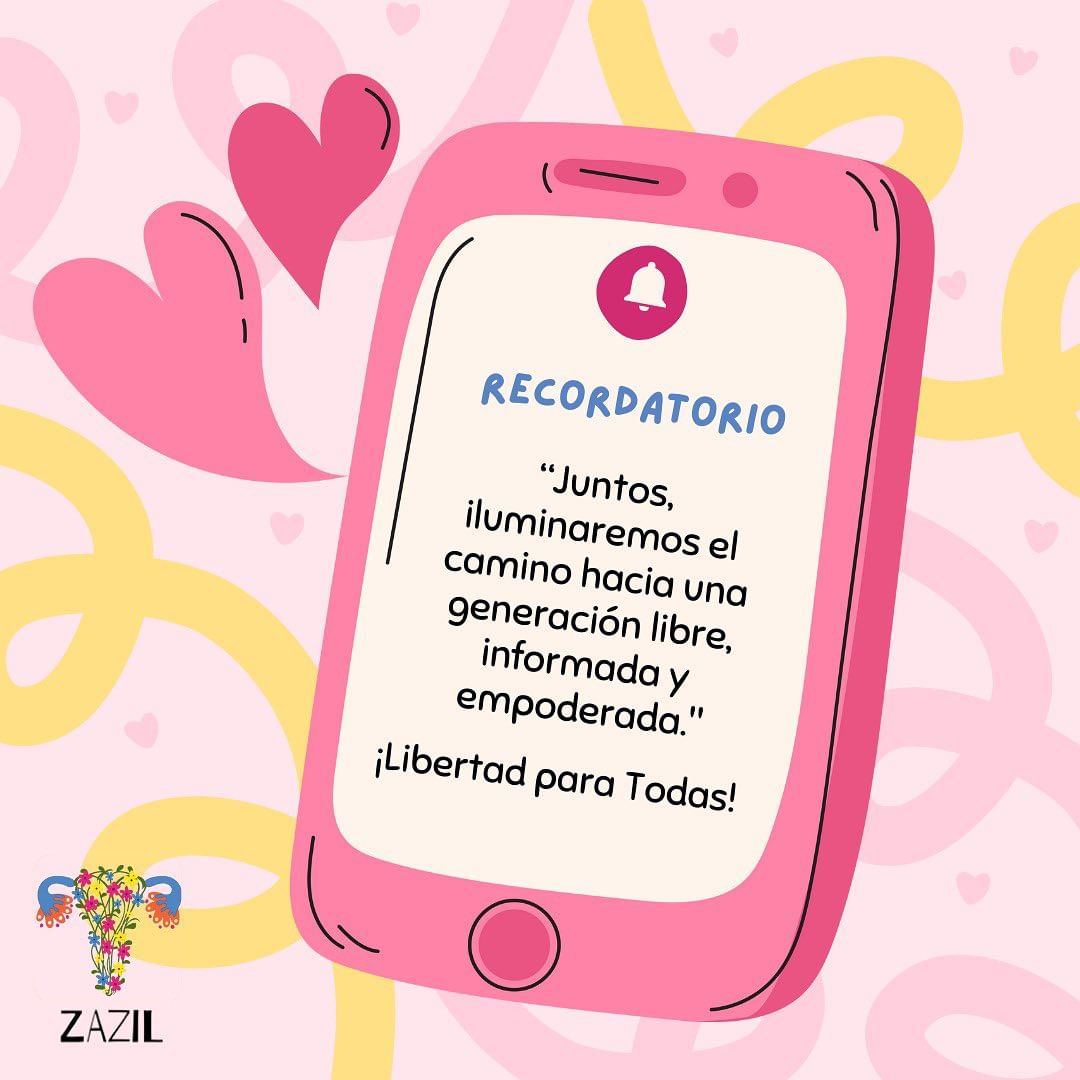 RECORDATORIO
“Juntos,
iluminaremos el
camino hacia una
generación libre,
informada y
empoderada."
¡Libertad para Todas!
ZAZIL